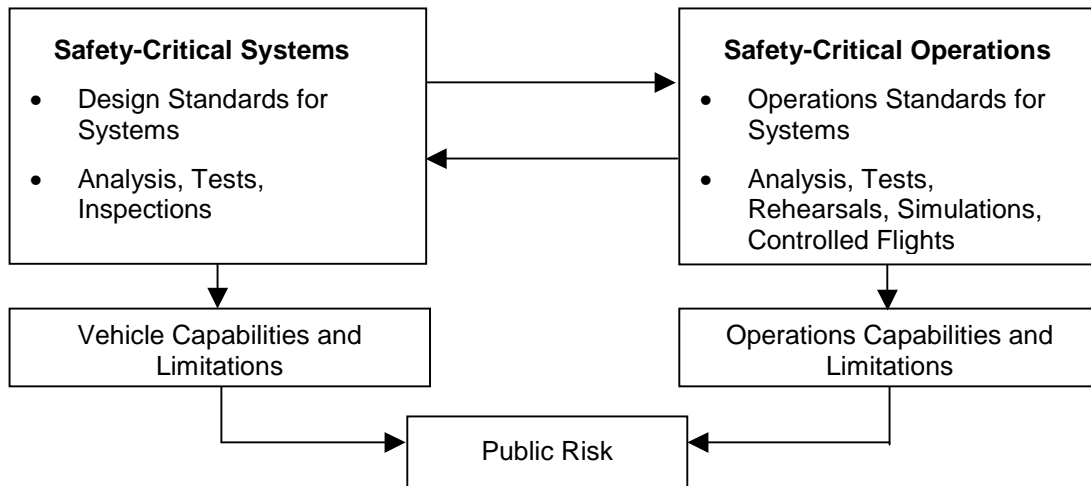 Safety-Critical Systems
• Design Standards for
Systems
• Analysis, Tests,
Inspections
Safety-Critical Operations
• Operations Standards for
Systems
• Analysis, Tests,
Rehearsals, Simulations,
Controlled Flights
Vehicle Capabilities and
Limitations
Operations Capabilities and
Limitations
Public Risk